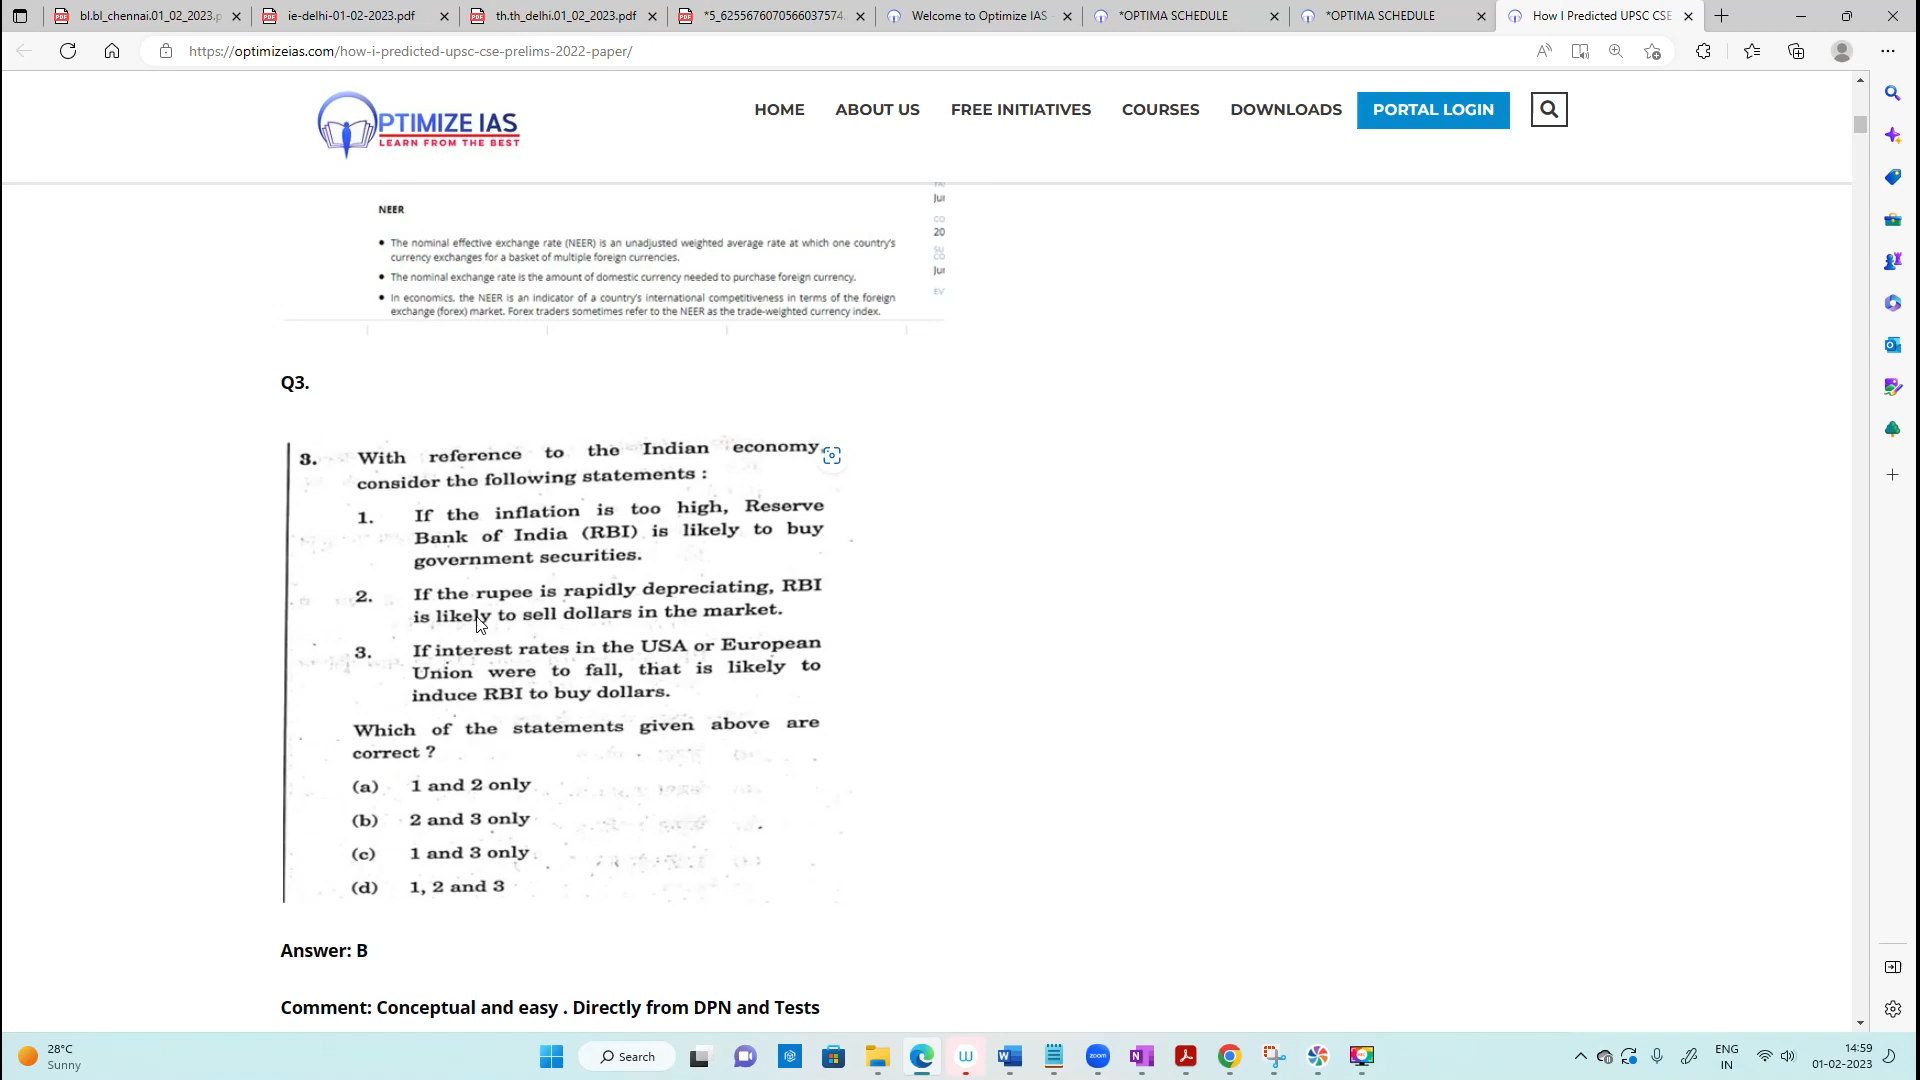 bl.bl_chennai.01_02_2023.p
ie-delhi-01-02-2023.pdf
th.th_delhi.01_02_2023.pdf
*5_6255676070566037574.
Welcome to Optimize IAS
*OPTIMA SCHEDULE
*OPTIMA SCHEDULE
How I Predicted UPSC CSE
https://optimizeias.com/how-i-predicted-upsc-cse-prelims-2022-paper/
OPTIMIZE IAS
LEARN FROM THE BEST
HOME
ABOUT US
FREE INITIATIVES
COURSES
DOWNLOADS
PORTAL LOGIN
NEER
• The nominal effective exchange rate (NEER) is an unadjusted weighted average rate at which one country's
currency exchanges for a basket of multiple foreign currencies.
• The nominal exchange rate is the amount of domestic currency needed to purchase foreign currency.
• In economics, the NEER is an indicator of a country's international competitiveness in terms of the foreign
exchange (forex) market. Forex traders sometimes refer to the NEER as the trade-weighted currency index.
Jur
CO
20
SU
CO
Jur
EV
Q3.
3. With reference to the Indian economy,
consider the following statements :
1. If the inflation is too high, Reserve
Bank of India (RBI) is likely to buy
government securities.
2. If the rupee is rapidly depreciating, RBI
is likely to sell dollars in the market.
3. If interest rates in the USA or European
Union were to fall, that is likely to
induce RBI to buy dollars.
Which of the statements given above are
correct ?
(a) 1 and 2 only
(b) 2 and 3 only
(c) 1 and 3 only
(d) 1, 2 and 3
Answer: B
Comment: Conceptual and easy . Directly from DPN and Tests
28°C
Sunny
Search
zoom
ENG
IN
14:59
01-02-2023